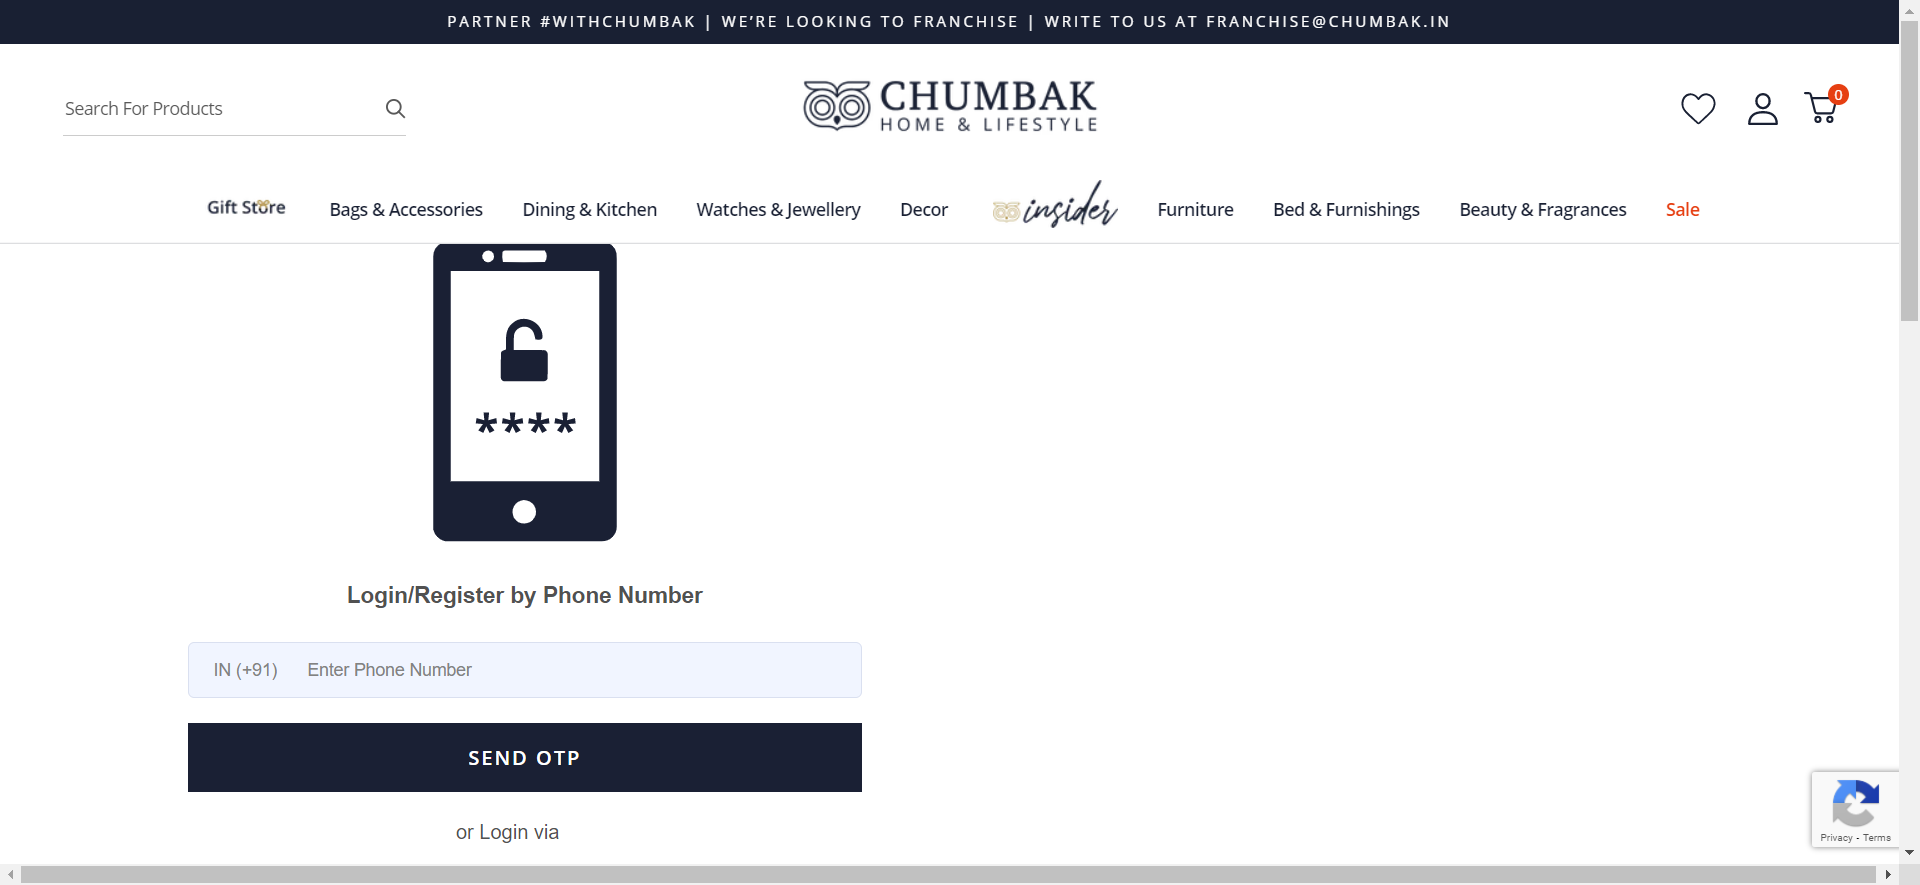 PARTNER #WITHCHUMBAK | WE'RE LOOKING TO FRANCHISE | WRITE TO US AT FRANCHISE@CHUMBAK.IN
Search For Products
CHUMBAK
HOME & LIFESTYLE
0
Gift Store
Bags & Accessories
Dining & Kitchen
Watches & Jewellery
Decor
insider
Furniture
Bed & Furnishings
Beauty & Fragrances
Sale
****
Login/Register by Phone Number
IN (+91) Enter Phone Number
SEND OTP
or Login via
Privacy - Terms